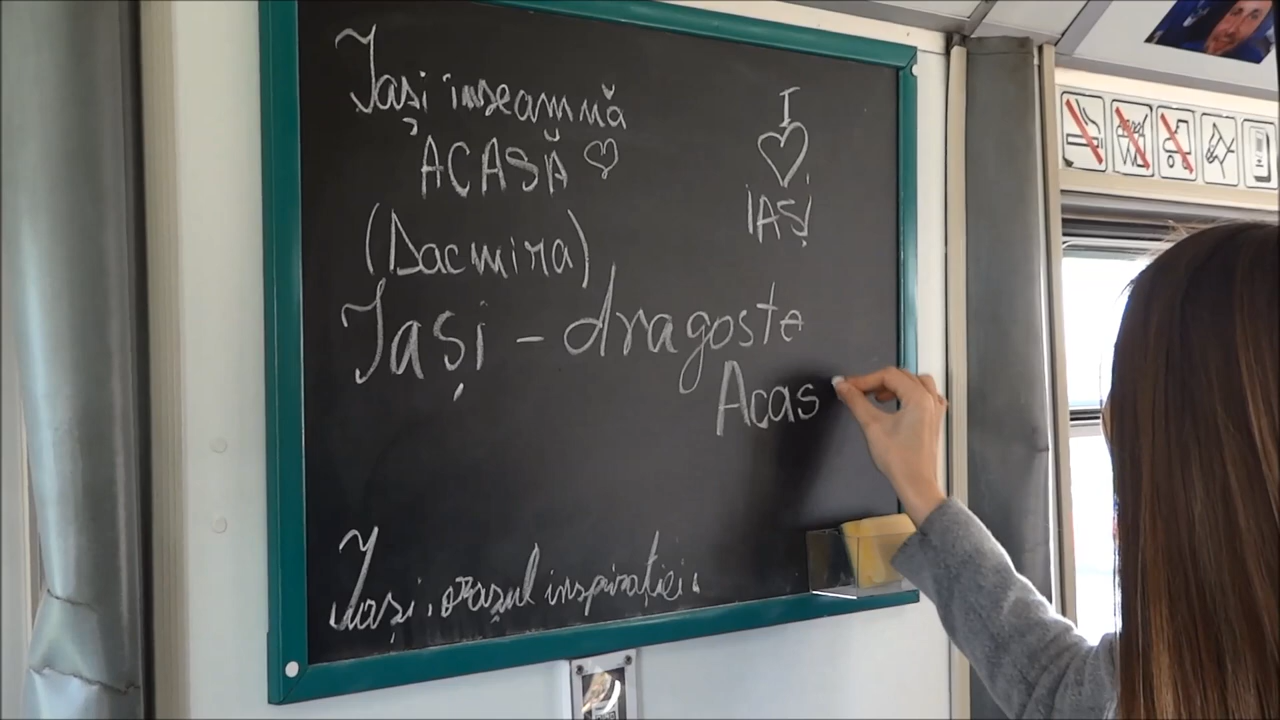 Iași înseamnă
ACASĂ
(Dacmira)
I
IAȘI
Iași - dragoste
Acas
Iași, orașul inspirației.